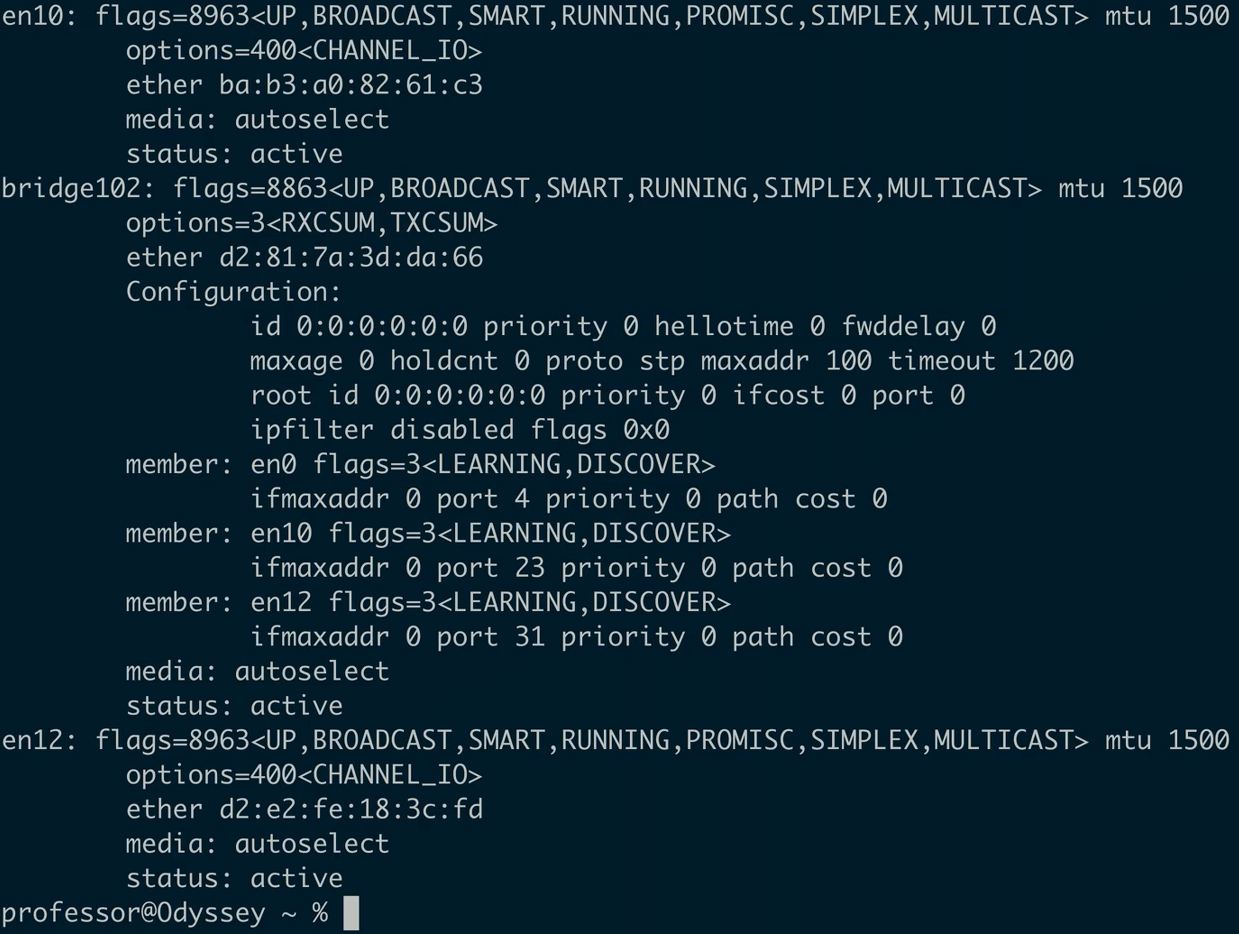 en10: flags=8963<UP,BROADCAST,SMART,RUNNING,PROMISC,SIMPLEX,MULTICAST> mtu 1500
options=400<CHANNEL_IO>
ether ba:b3:a0:82:61:c3
media: autoselect
status: active
bridge102: flags=8863<UP,BROADCAST,SMART,RUNNING,SIMPLEX,MULTICAST> mtu 1500
options=3<RXCSUM,TXCSUM>
ether d2:81:7a:3d:da:66
Configuration:
id 0:0:0:0:0:0 priority 0 hellotime 0 fwddelay 0
maxage 0 holdcnt 0 proto stp maxaddr 100 timeout 1200
root id 0:0:0:0:0:0 priority 0 ifcost 0 port 0
ipfilter disabled flags 0x0
member: en0 flags=3<LEARNING,DISCOVER>
ifmaxaddr 0 port 4 priority 0 path cost 0
member: en10 flags=3<LEARNING,DISCOVER>
ifmaxaddr 0 port 23 priority 0 path cost 0
member: en12 flags=3<LEARNING,DISCOVER>
ifmaxaddr 0 port 31 priority 0 path cost 0
media: autoselect
status: active
en12: flags=8963<UP,BROADCAST,SMART,RUNNING,PROMISC,SIMPLEX,MULTICAST> mtu 1500
options=400<CHANNEL_IO>
ether d2:e2:fe:18:3c:fd
media: autoselect
status: active
professor@Odyssey ~ %